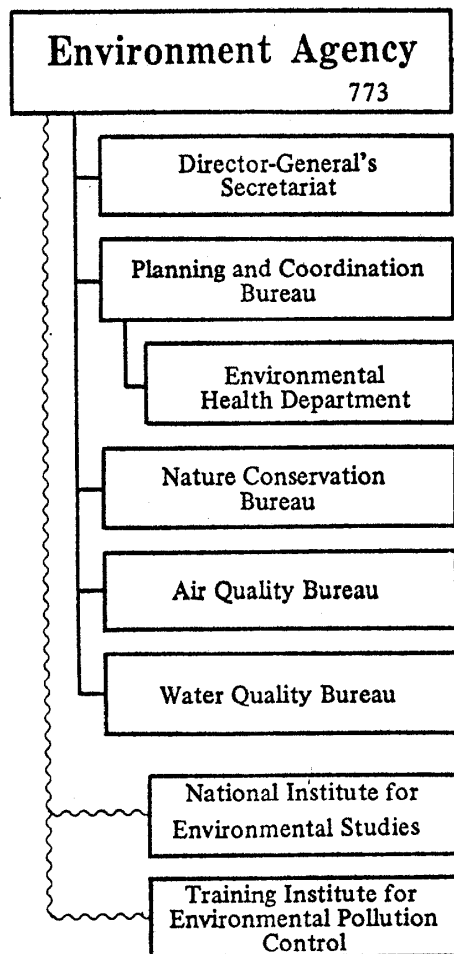 Environment Agency
773
Director-General's
Secretariat
Planning and Coordination
Bureau
Environmental
Health Department
Nature Conservation
Bureau
Air Quality Bureau
Water Quality Bureau
National Institute for
Environmental Studies
Training Institute for
Environmental Pollution
Control